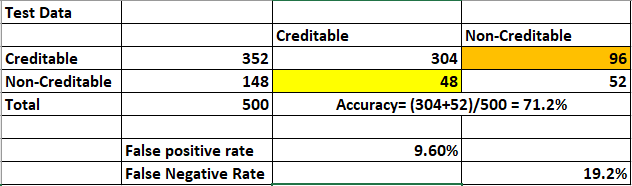 Test Data
Creditable Non-Creditable
Creditable 352 304 96
Non-Creditable 148 48 52
Total 500 Accuracy= (304+52)/500 = 71.2%
False positive rate 9.60%
False Negative Rate 19.2%